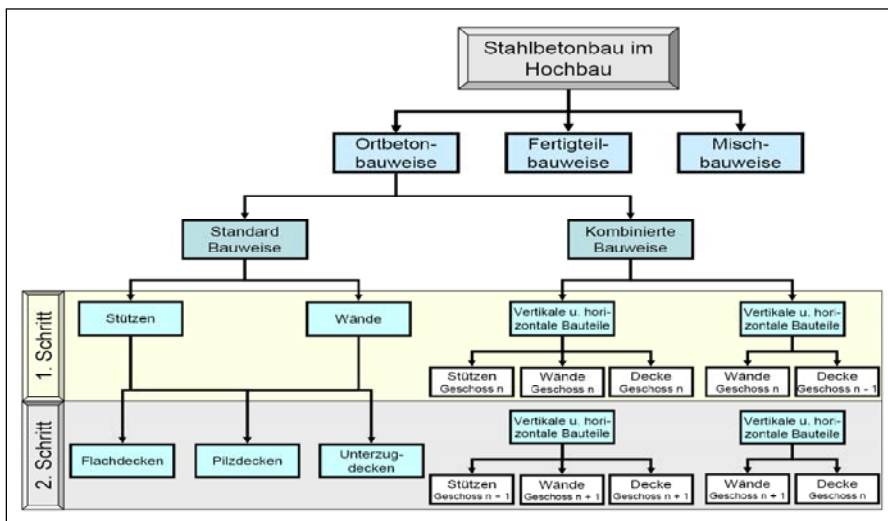 Stahlbetonbau im
Hochbau
Ortbeton-
bauweise
Fertigteil-
bauweise
Misch-
bauweise
Standard
Bauweise
Kombinierte
Bauweise
1. Schritt
Stützen
Wände
Vertikale u. hori-
zontale Bauteile
Vertikale u. hori-
zontale Bauteile
Stützen
Geschoss n
Wände
Geschoss n
Decke
Geschoss n
Wände
Geschoss n
Decke
Geschoss n - 1
2. Schritt
Flachdecken
Pilzdecken
Unterzug-
decken
Vertikale u. hori-
zontale Bauteile
Vertikale u. hori-
zontale Bauteile
Stützen
Geschoss n + 1
Wände
Geschoss n + 1
Decke
Geschoss n + 1
Wände
Geschoss n + 1
Decke
Geschoss n